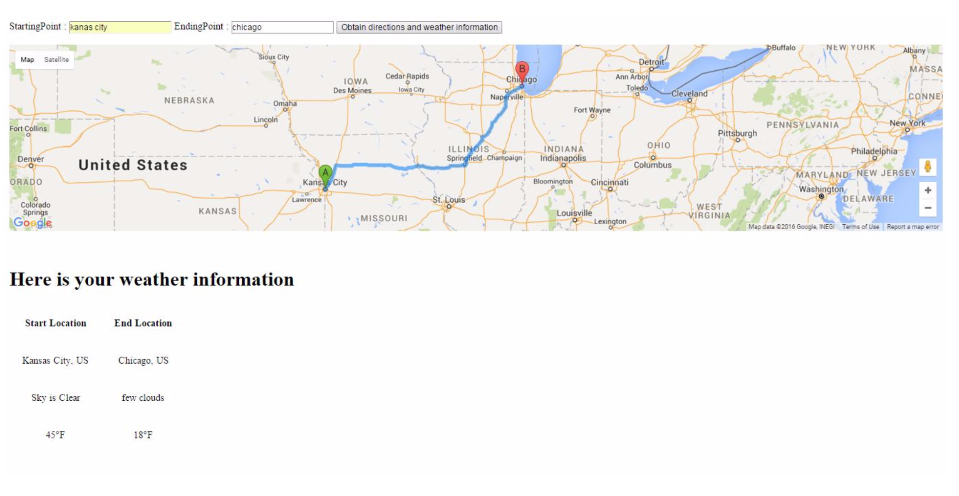 StartingPoint : kanas city EndingPoint : chicago Obtain directions and weather information
Map Satellite
Sioux City
Buffalo
NEW YORK
Albany
Detroit
MASSA
IOWA
Cedar Rapids
Chicago
Ann Arbor
Des Moines
Iowa City
Toledo
Cleveland
NEBRASKA
Omaha
Naperville
CONNE
Fort Wayne
Lincoln
PENNSYLVANIA
New York
Fort Collins
Pittsburgh
ILLINOIS
INDIANA
OHIO
Philadelphia
Denver
United States
Springfield
Champaign
Indianapolis
Columbus
MARYLAND
NEW JERSEY
ORADO
A
B
Kansas City
Bloomington
Cincinnati
Washington
Lawrence
St. Louis
DELAWARE
Colorado Springs
KANSAS
MISSOURI
Louisville
WEST VIRGINIA
Lexington
+
−
Google
Map data ©2016 Google, INEGI Terms of Use Report a map error
Here is your weather information
Start Location End Location
Kansas City, US Chicago, US
Sky is Clear few clouds
45°F 18°F